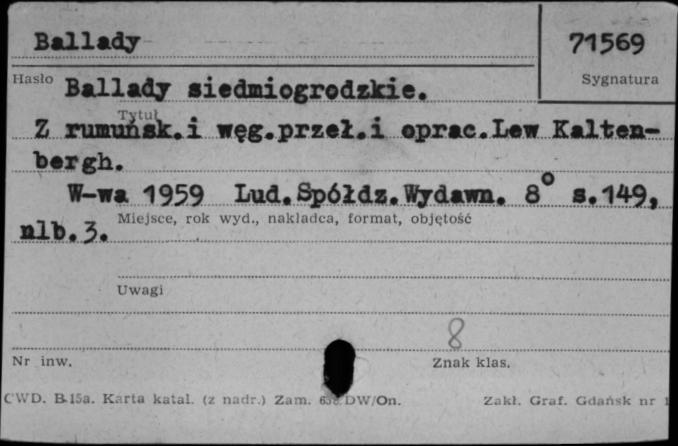 Ballady
71569
Hasło
Sygnatura
Ballady siedmiogrodzkie.
Tytuł
Z rumuńsk.i węg.przeł.i oprac.Lew Kalten-
bergh.
W-wa 1959 Lud.Spółdz.Wydawn. 8° s.149,
Miejsce, rok wyd., nakładca, format, objętość
nlb.3.
Uwagi
8
Nr inw.
Znak klas.
CWD. B-15a. Karta katal. (z nadr.) Zam. DW/On.
Zakł. Graf. Gdańsk nr 1